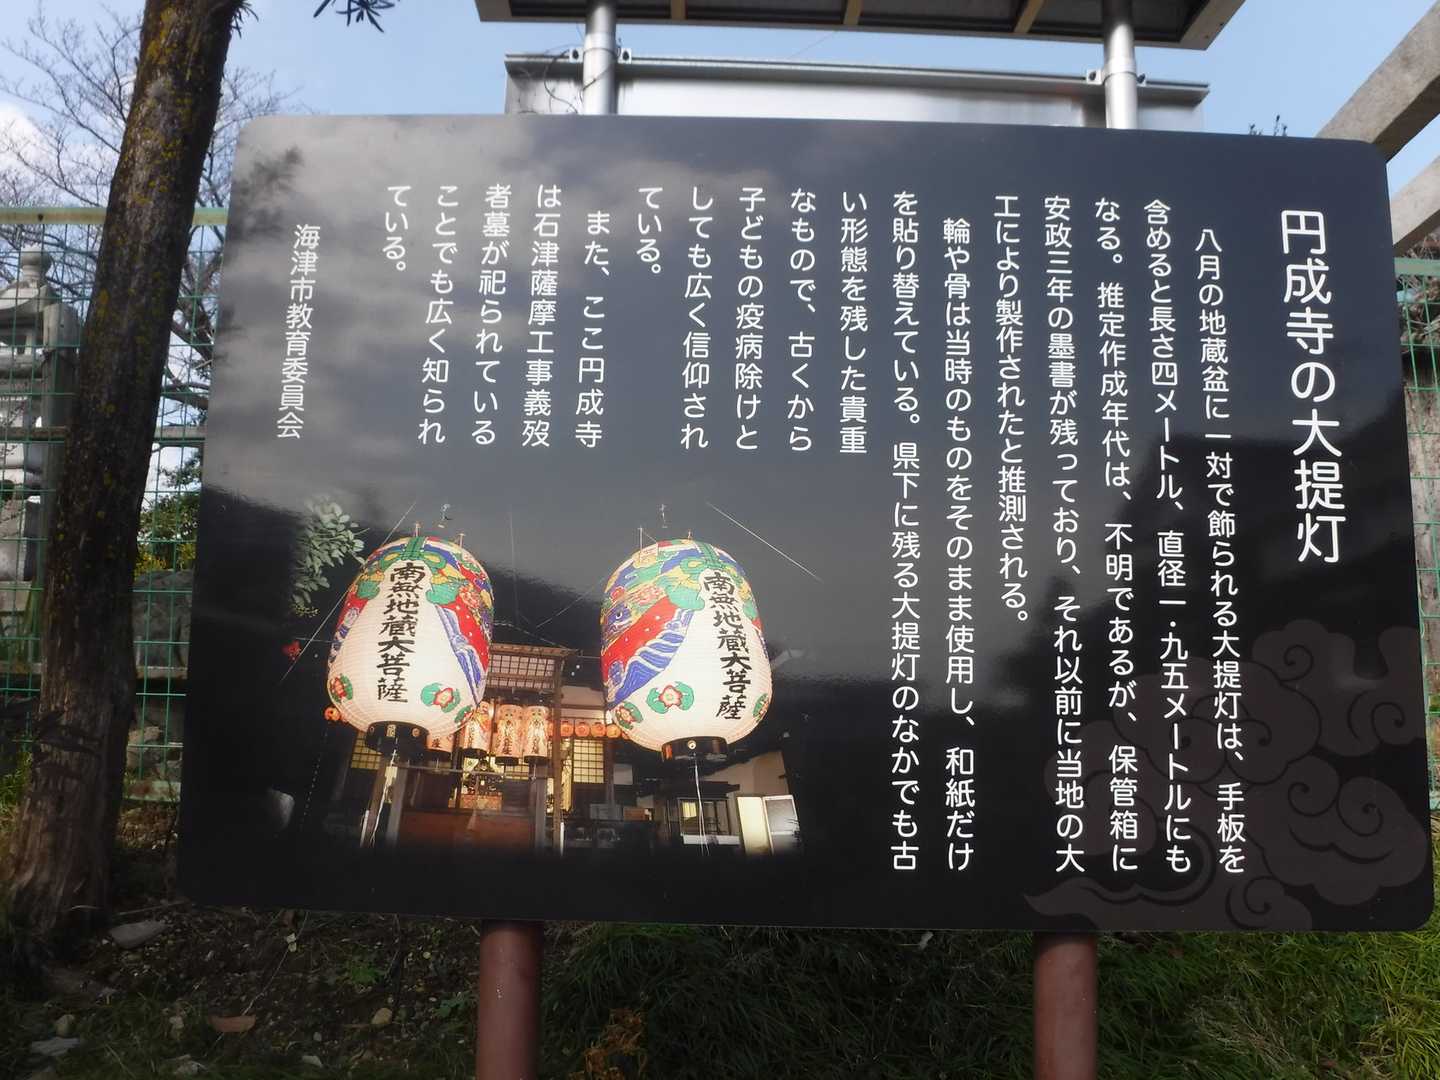 円成寺の大提灯
八月の地蔵盆に一対で飾られる大提灯は、手板を
含めると長さ四メートル、直径一・九五メートルにも
なる。推定作成年代は、不明であるが、保管箱に
安政三年の墨書が残っており、それ以前に当地の大
工により製作されたと推測される。
輪や骨は当時のものをそのまま使用し、和紙だけ
を貼り替えている。県下に残る大提灯のなかでも古
い形態を残した貴重
なもので、古くから
子どもの疫病除けと
しても広く信仰され
ている。
また、ここ円成寺
は石津薩摩工事義歿
者墓が祀られている
ことでも広く知られ
ている。
海津市教育委員会
南無地蔵大菩薩
南無地蔵大菩薩